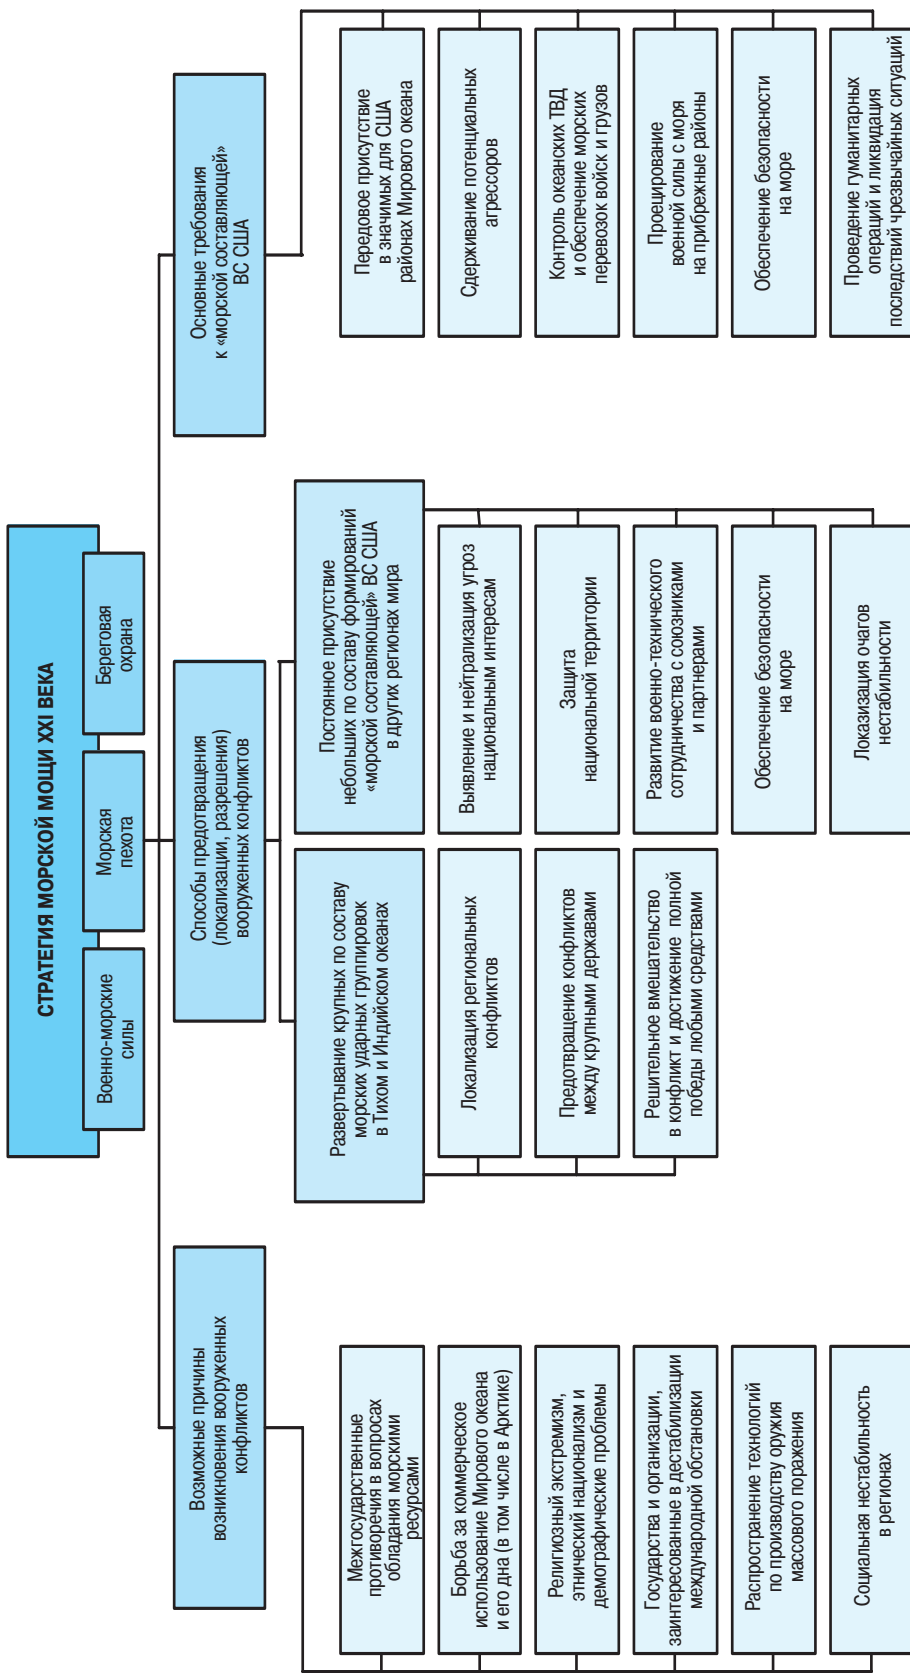 СТРАТЕГИЯ МОРСКОЙ МОЩИ XXI ВЕКА
Военно-морские
силы
Морская
пехота
Береговая
охрана
Возможные причины
возникновения вооруженных
конфликтов
Межгосударственные
противоречия в вопросах
обладания морскими
ресурсами
Борьба за коммерческое
использование Мирового океана
и его дна (в том числе в Арктике)
Религиозный экстремизм,
этнический национализм и
демографические проблемы
Государства и организации,
заинтересованные в дестабилизации
международной обстановки
Распространение технологий
по производству оружия
массового поражения
Социальная нестабильность
в регионах
Способы предотвращения
(локализации, разрешения)
вооруженных конфликтов
Развертывание крупных по составу
морских ударных группировок
в Тихом и Индийском океанах
Локализация региональных
конфликтов
Предотвращение конфликтов
между крупными державами
Решительное вмешательство
в конфликт и достижение полной
победы любыми средствами
Постоянное присутствие
небольших по составу формирований
«морской составляющей» ВС США
в других регионах мира
Выявление и нейтрализация угроз
национальным интересам
Защита
национальной территории
Развитие военно-технического
сотрудничества с союзниками
и партнерами
Обеспечение безопасности
на море
Локазизация очагов
нестабильности
Основные требования
к «морской составляющей»
ВС США
Передовое присутствие
в значимых для США
районах Мирового океана
Сдерживание потенциальных
агрессоров
Контроль океанских ТВД
и обеспечение морских
перевозок войск и грузов
Проецирование
военной силы с моря
на прибрежные районы
Обеспечение безопасности
на море
Проведение гуманитарных
операций и ликвидация
последствий чрезвычайных ситуаций